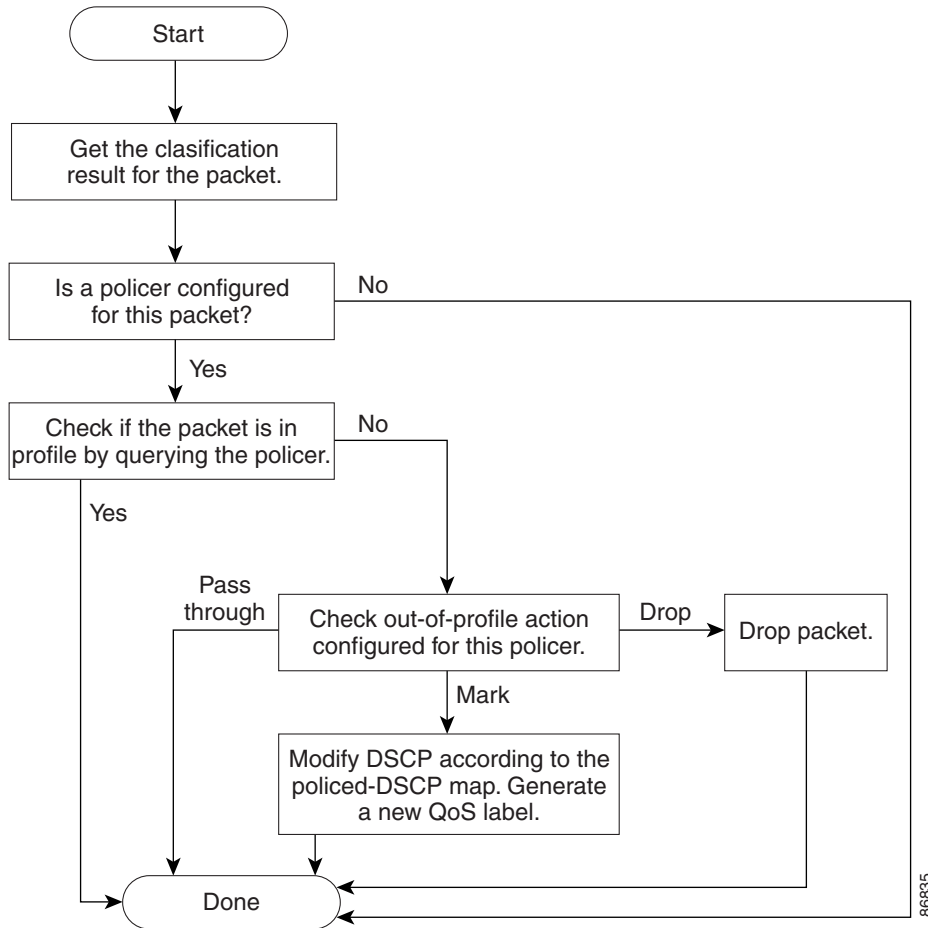 Start
Get the clasification
result for the packet.
Is a policer configured
for this packet?
No
Yes
Check if the packet is in
profile by querying the policer.
No
Yes
Pass
through
Check out-of-profile action
configured for this policer.
Drop
Drop packet.
Mark
Modify DSCP according to the
policed-DSCP map. Generate
a new QoS label.
Done
86835